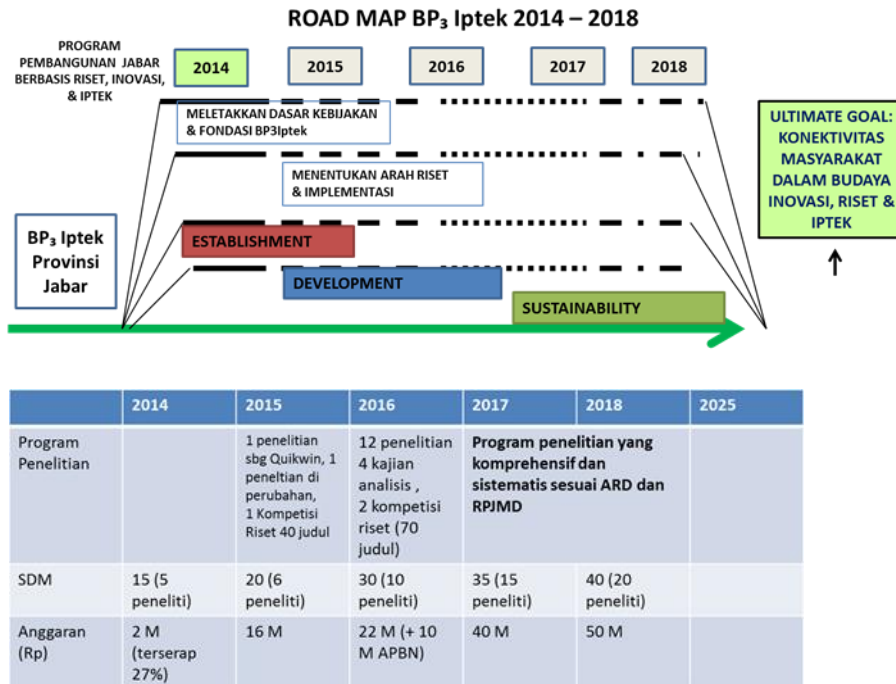 ROAD MAP BP₃ Iptek 2014 – 2018
PROGRAM
PEMBANGUNAN JABAR
BERBASIS RISET, INOVASI,
& IPTEK
2014
2015
2016
2017
2018
MELETAKKAN DASAR KEBIJAKAN
& FONDASI BP3Iptek
MENENTUKAN ARAH RISET
& IMPLEMENTASI
ULTIMATE GOAL:
KONEKTIVITAS
MASYARAKAT
DALAM BUDAYA
INOVASI, RISET &
IPTEK
BP₃ Iptek
Provinsi
Jabar
ESTABLISHMENT
DEVELOPMENT
SUSTAINABILITY
2014 2015 2016 2017 2018 2025
Program
Penelitian
1 penelitian
sbg Quikwin, 1
peneltian di
perubahan,
1 Kompetisi
Riset 40 judul
12 penelitian
4 kajian
analisis ,
2 kompetisi
riset (70
judul)
Program penelitian yang
komprehensif dan
sistematis sesuai ARD dan
RPJMD
SDM
15 (5
peneliti)
20 (6
peneliti)
30 (10
peneliti)
35 (15
peneliti)
40 (20
peneliti)
Anggaran
(Rp)
2 M
(terserap
27%)
16 M
22 M (+ 10
M APBN)
40 M
50 M